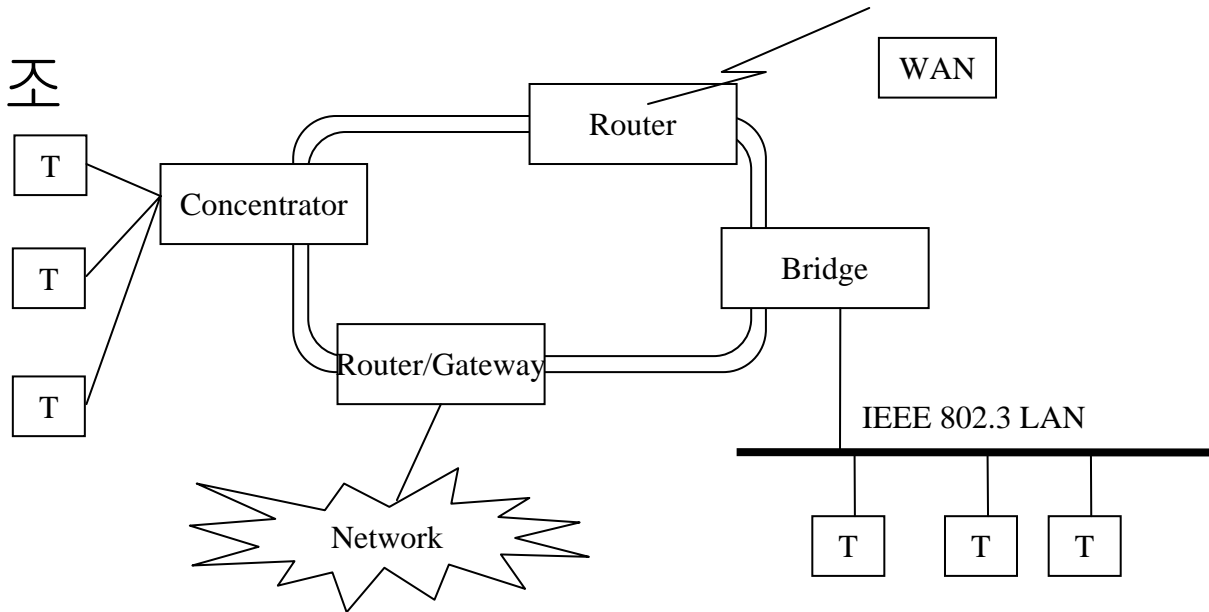 조
WAN
Router
T
Concentrator
T
Bridge
Router/Gateway
T
IEEE 802.3 LAN
Network
T
T
T